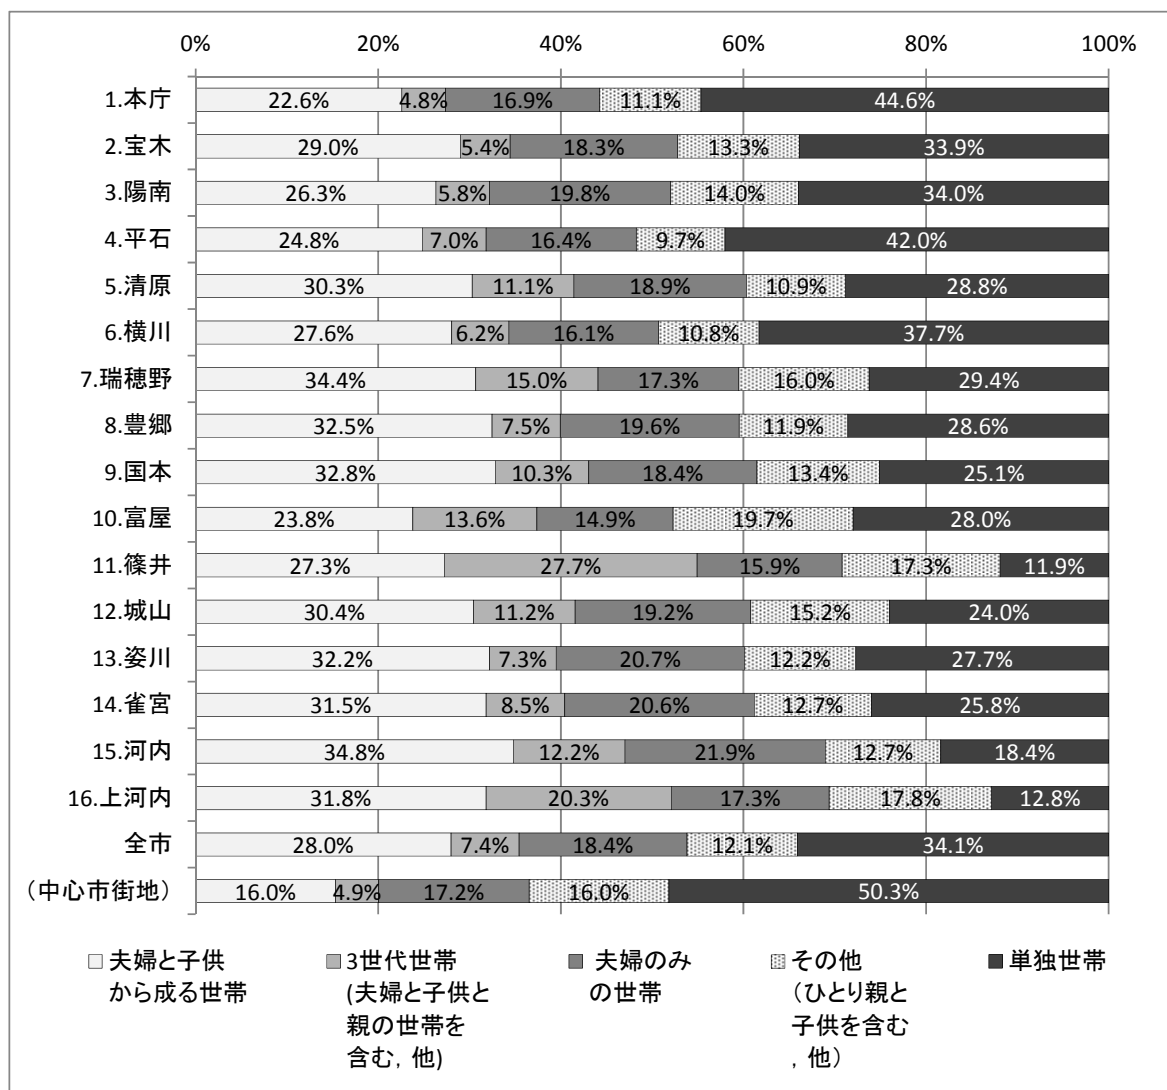 0% 20% 40% 60% 80% 100%
1.本庁 22.6% 4.8% 16.9% 11.1% 44.6%
2.宝木 29.0% 5.4% 18.3% 13.3% 33.9%
3.陽南 26.3% 5.8% 19.8% 14.0% 34.0%
4.平石 24.8% 7.0% 16.4% 9.7% 42.0%
5.清原 30.3% 11.1% 18.9% 10.9% 28.8%
6.横川 27.6% 6.2% 16.1% 10.8% 37.7%
7.瑞穂野 34.4% 15.0% 17.3% 16.0% 29.4%
8.豊郷 32.5% 7.5% 19.6% 11.9% 28.6%
9.国本 32.8% 10.3% 18.4% 13.4% 25.1%
10.富屋 23.8% 13.6% 14.9% 19.7% 28.0%
11.篠井 27.3% 27.7% 15.9% 17.3% 11.9%
12.城山 30.4% 11.2% 19.2% 15.2% 24.0%
13.姿川 32.2% 7.3% 20.7% 12.2% 27.7%
14.雀宮 31.5% 8.5% 20.6% 12.7% 25.8%
15.河内 34.8% 12.2% 21.9% 12.7% 18.4%
16.上河内 31.8% 20.3% 17.3% 17.8% 12.8%
全市 28.0% 7.4% 18.4% 12.1% 34.1%
（中心市街地） 16.0% 4.9% 17.2% 16.0% 50.3%
夫婦と子供
から成る世帯
3世代世帯
(夫婦と子供と
親の世帯を
含む，他)
夫婦のみ
の世帯
その他
（ひとり親と
子供を含む
，他）
単独世帯